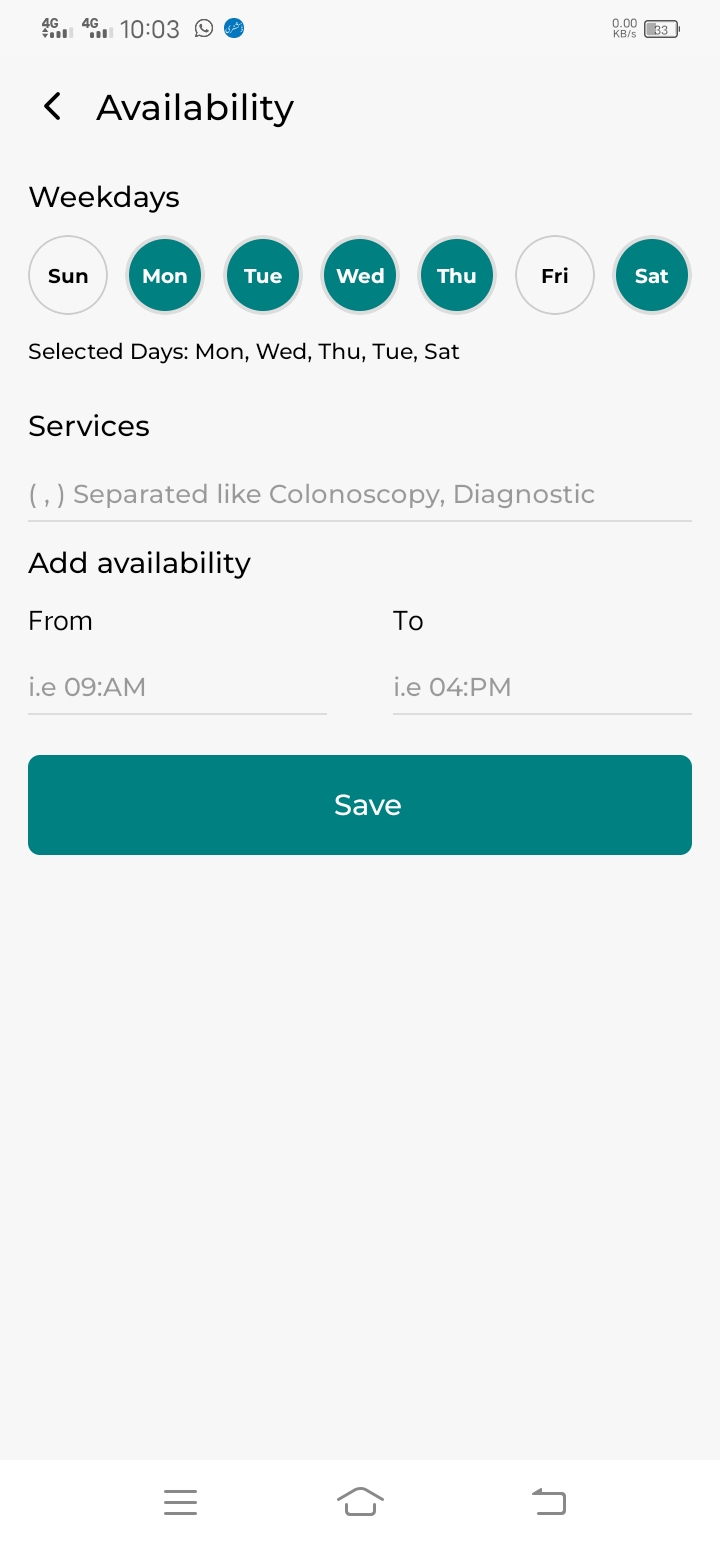 4G 4G 10:03 0.00 KB/s 33
Availability
Weekdays
Sun Mon Tue Wed Thu Fri Sat
Selected Days: Mon, Wed, Thu, Tue, Sat
Services
( , ) Separated like Colonoscopy, Diagnostic
Add availability
From To
i.e 09:AM i.e 04:PM
Save